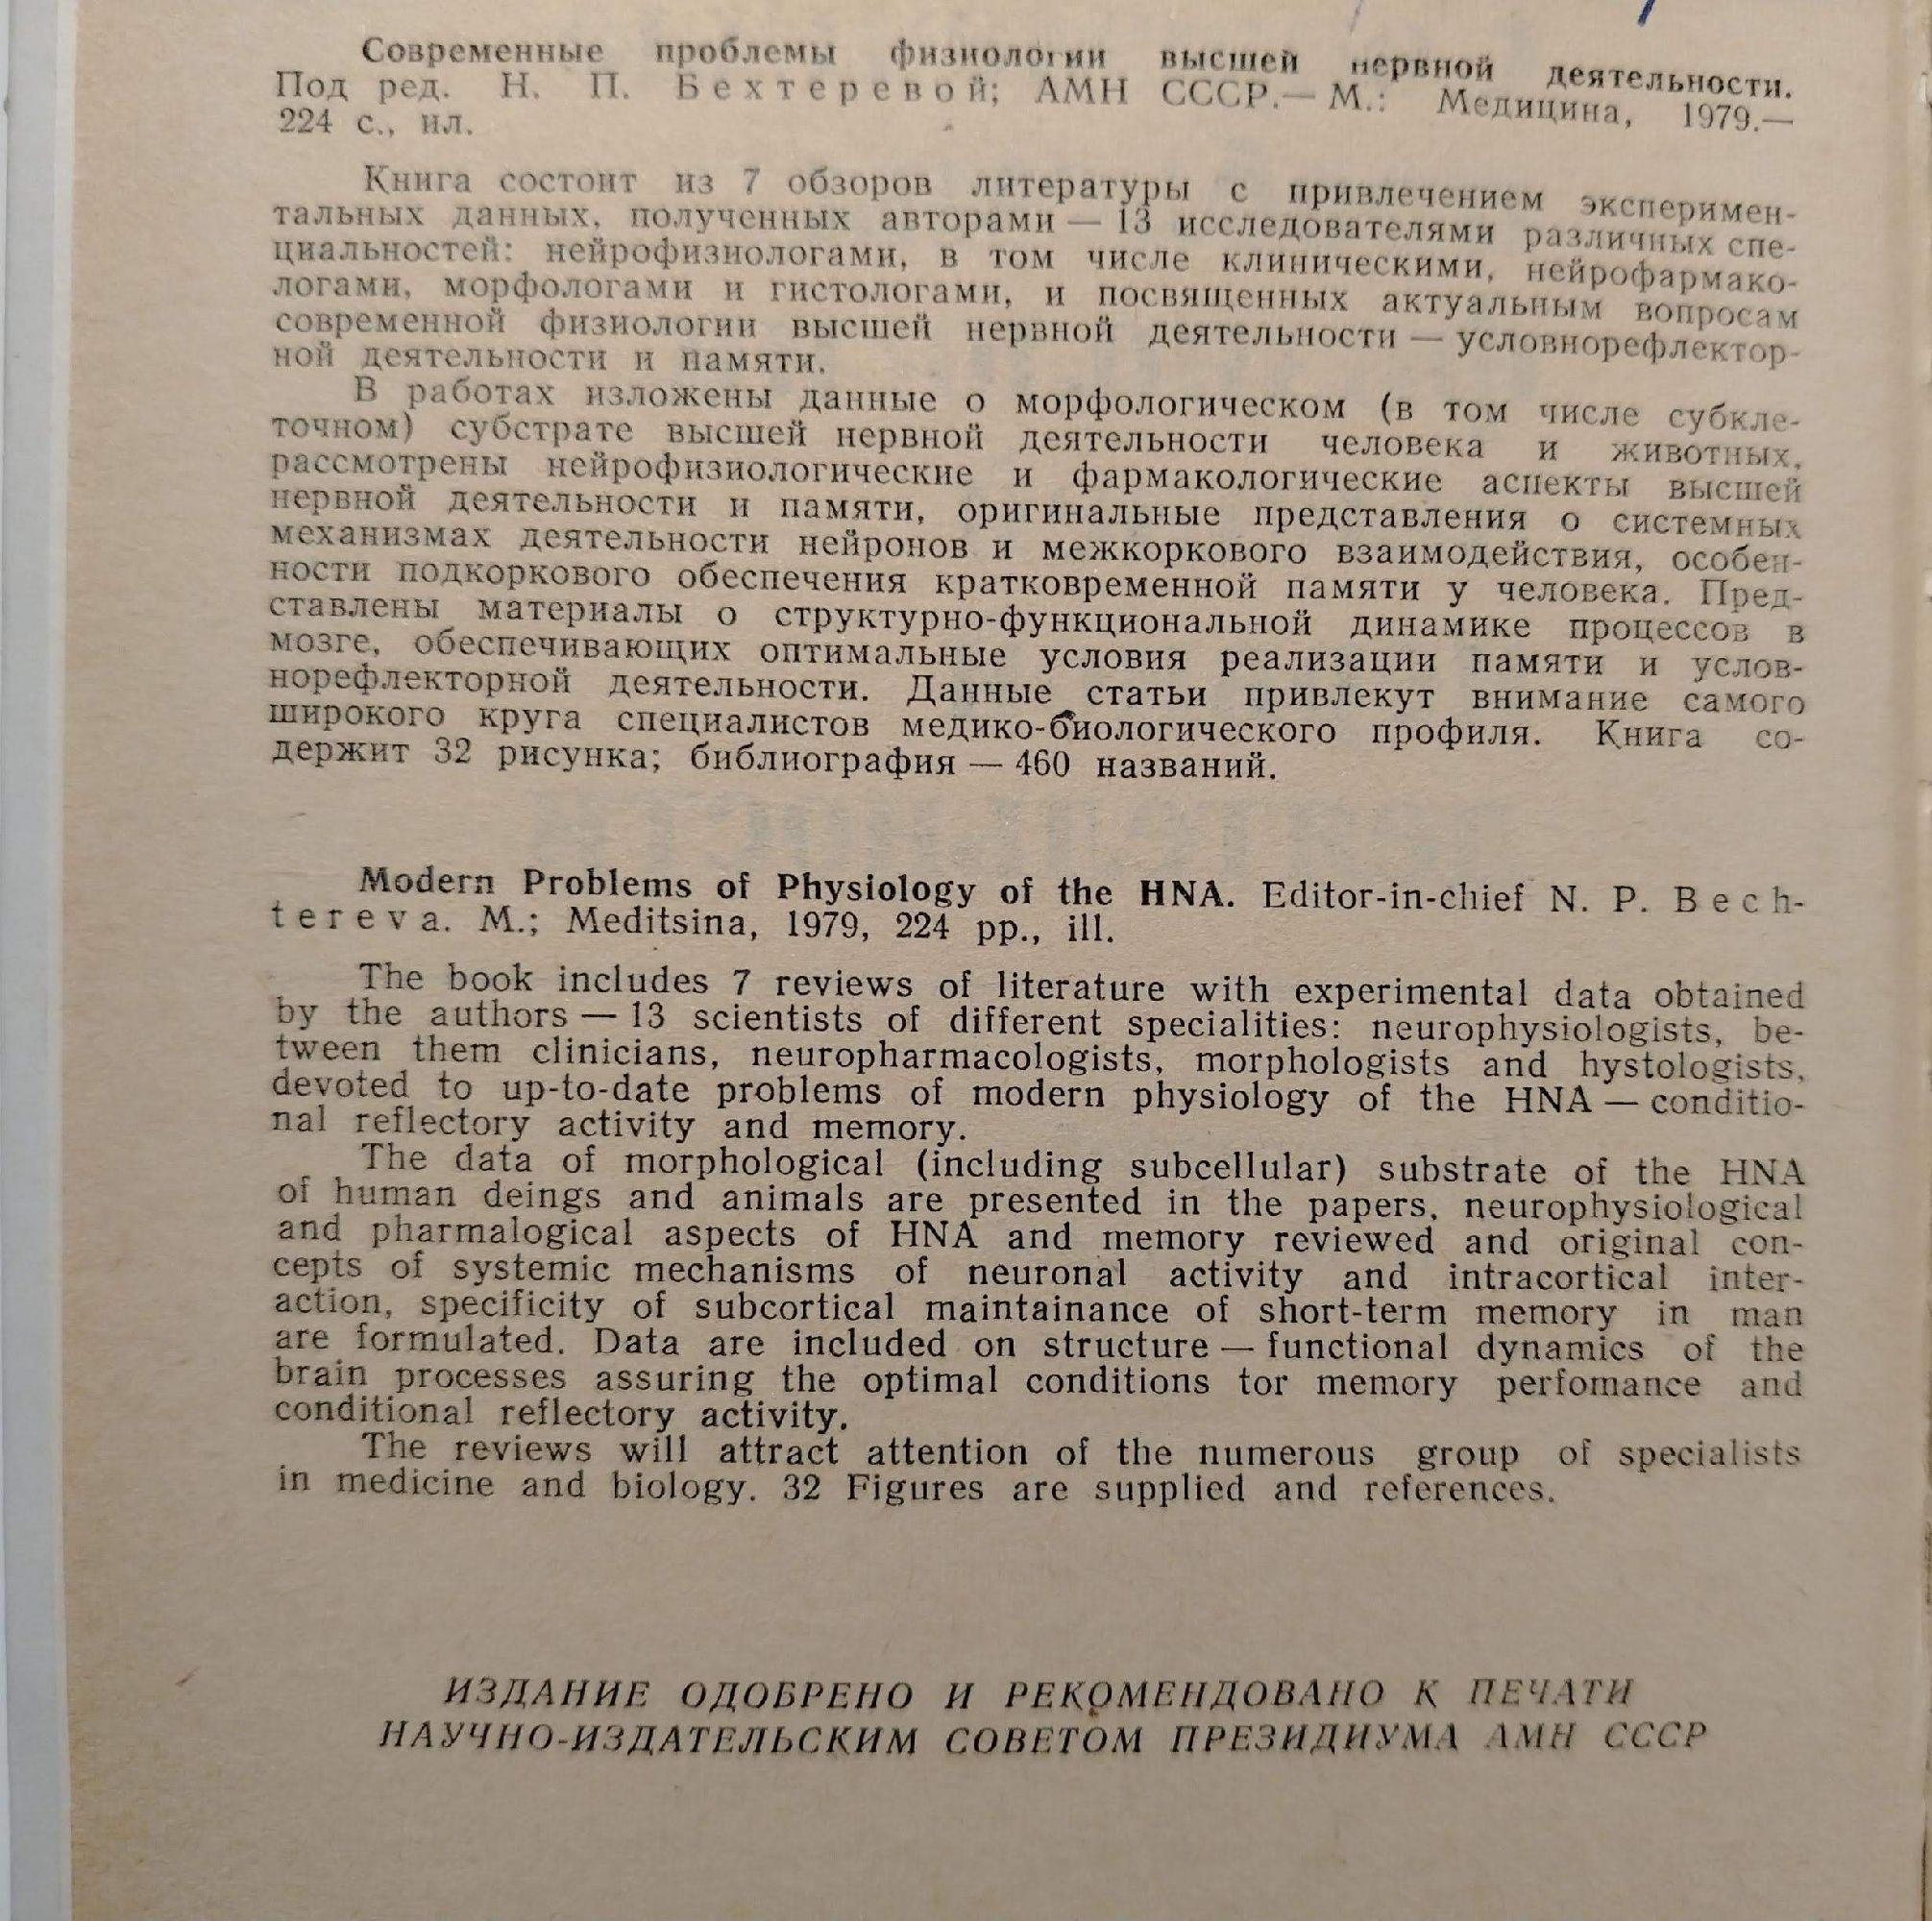 Современные проблемы физиологии высшей нервной деятельности.
Под ред. Н. П. Бехтеревой; АМН СССР.— М.: Медицина, 1979.—
224 с., ил.
Книга состоит из 7 обзоров литературы с привлечением эксперимен-
тальных данных, полученных авторами — 13 исследователями различных спе-
циальностей: нейрофизиологами, в том числе клиническими, нейрофармако-
логами, морфологами и гистологами, и посвященных актуальным вопросам
современной физиологии высшей нервной деятельности — условнорефлектор-
ной деятельности и памяти.
В работах изложены данные о морфологическом (в том числе субкле-
точном) субстрате высшей нервной деятельности человека и животных,
рассмотрены нейрофизиологические и фармакологические аспекты высшей
нервной деятельности и памяти, оригинальные представления о системных
механизмах деятельности нейронов и межкоркового взаимодействия, особен-
ности подкоркового обеспечения кратковременной памяти у человека. Пред-
ставлены материалы о структурно-функциональной динамике процессов в
мозге, обеспечивающих оптимальные условия реализации памяти и услов-
норефлекторной деятельности. Данные статьи привлекут внимание самого
широкого круга специалистов медико-биологического профиля. Книга со-
держит 32 рисунка; библиография — 460 названий.
Modern Problems of Physiology of the HNA. Editor-in-chief N. P. Bech-
tereva. M.; Meditsina, 1979, 224 pp., ill.
The book includes 7 reviews of literature with experimental data obtained
by the authors — 13 scientists of different specialities: neurophysiologists, be-
tween them clinicians, neuropharmacologists, morphologists and hystologists,
devoted to up-to-date problems of modern physiology of the HNA — conditio-
nal reflectory activity and memory.
The data of morphological (including subcellular) substrate of the HNA
of human deings and animals are presented in the papers, neurophysiological
and pharmalogical aspects of HNA and memory reviewed and original con-
cepts of systemic mechanisms of neuronal activity and intracortical inter-
action, specificity of subcortical maintainance of short-term memory in man
are formulated. Data are included on structure — functional dynamics of the
brain processes assuring the optimal conditions tor memory perfomance and
conditional reflectory activity.
The reviews will attract attention of the numerous group of specialists
in medicine and biology. 32 Figures are supplied and references.
ИЗДАНИЕ ОДОБРЕНО И РЕКОМЕНДОВАНО К ПЕЧАТИ
НАУЧНО-ИЗДАТЕЛЬСКИМ СОВЕТОМ ПРЕЗИДИУМА АМН СССР